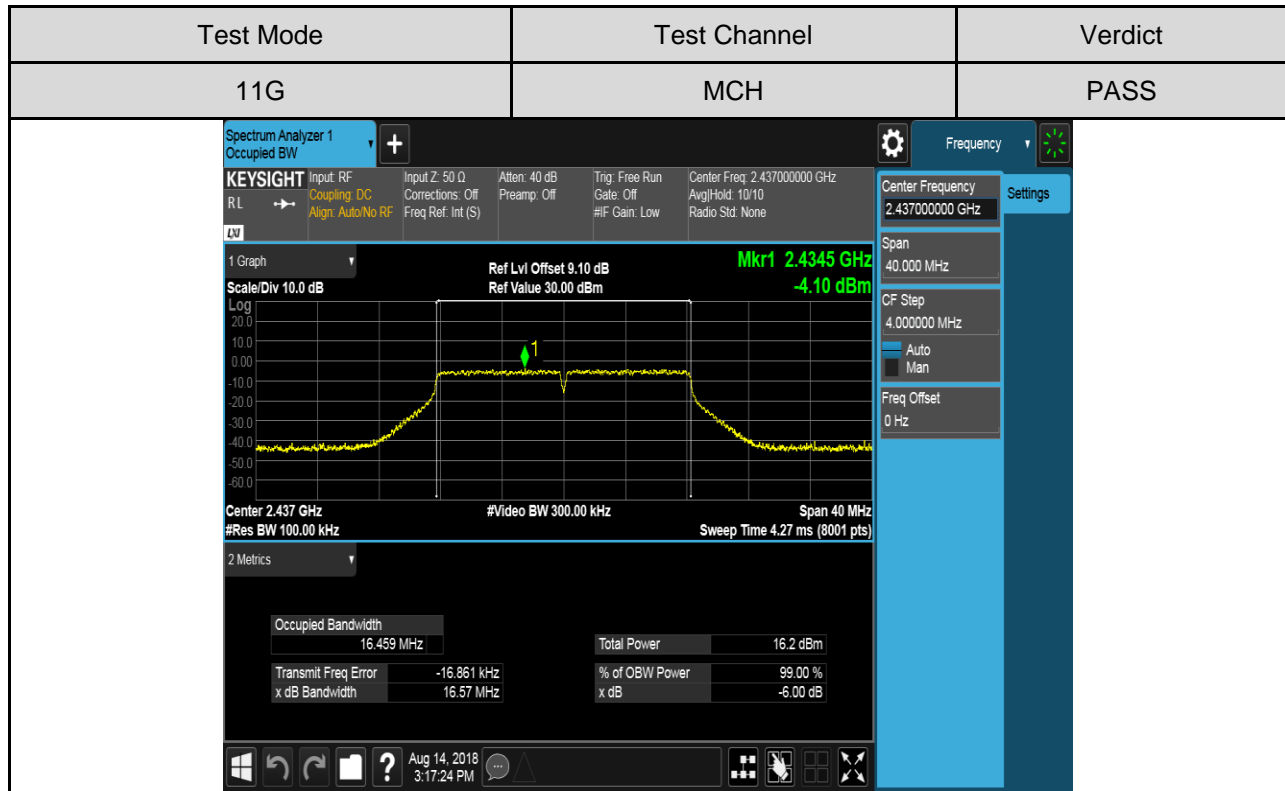 Test Mode Test Channel Verdict
11G MCH PASS
Spectrum Analyzer 1
Occupied BW
+
Frequency
KEYSIGHT Input: RF Input Z: 50 Ω Atten: 40 dB Trig: Free Run Center Freq: 2.437000000 GHz
RL Coupling: DC Corrections: Off Preamp: Off Gate: Off Avg|Hold: 10/10
Align: Auto/No RF Freq Ref: Int (S) #IF Gain: Low Radio Std: None
LXI
Center Frequency
2.437000000 GHz
Settings
Span
40.000 MHz
CF Step
4.000000 MHz
Auto
Man
Freq Offset
0 Hz
1 Graph Ref Lvl Offset 9.10 dB Mkr1 2.4345 GHz
Scale/Div 10.0 dB Ref Value 30.00 dBm -4.10 dBm
Log
20.0
10.0
0.00
-10.0
-20.0
-30.0
-40.0
-50.0
-60.0
1
Center 2.437 GHz #Video BW 300.00 kHz Span 40 MHz
#Res BW 100.00 kHz Sweep Time 4.27 ms (8001 pts)
2 Metrics
Occupied Bandwidth
16.459 MHz Total Power 16.2 dBm
Transmit Freq Error -16.861 kHz % of OBW Power 99.00 %
x dB Bandwidth 16.57 MHz x dB -6.00 dB
? Aug 14, 2018
3:17:24 PM